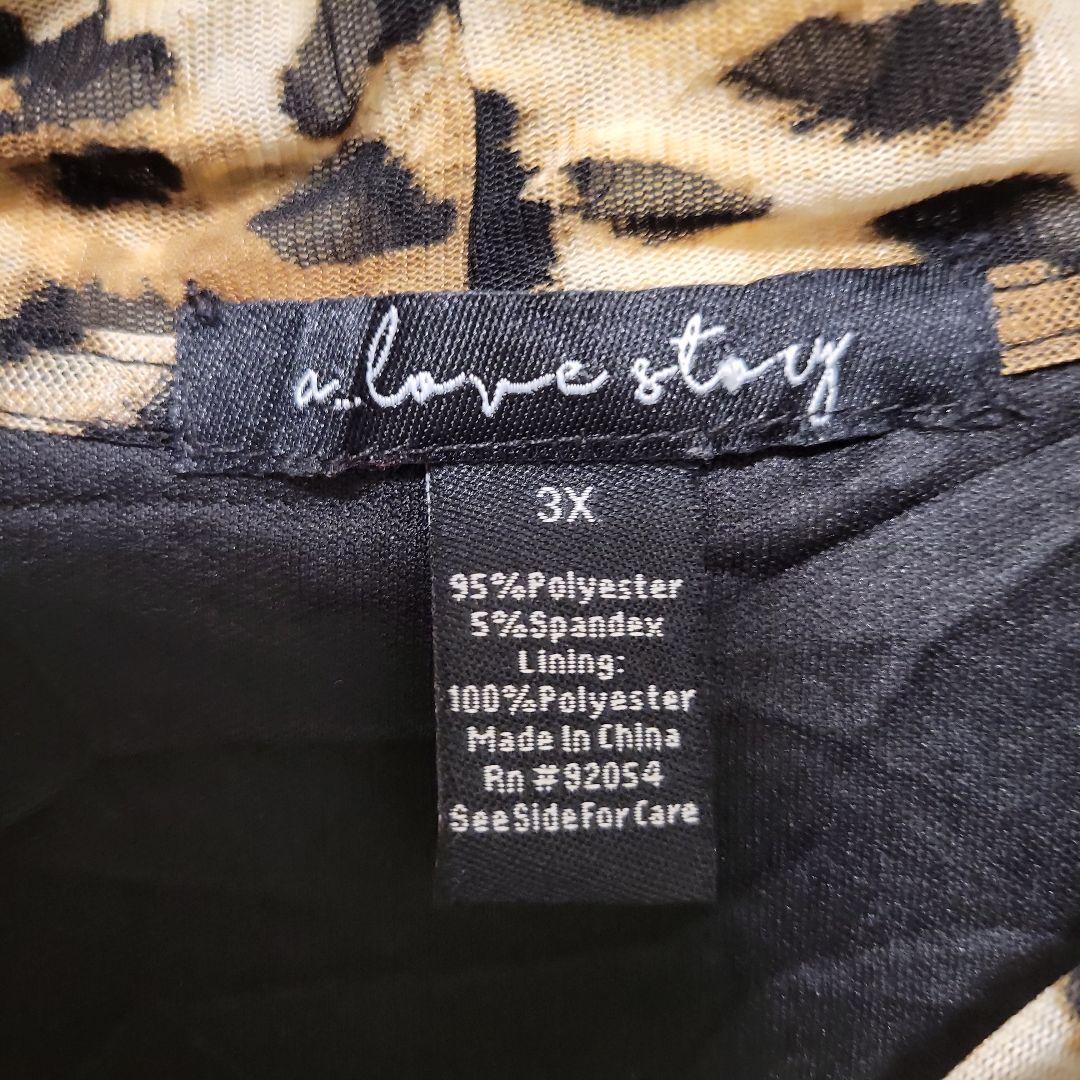 a..love story
3X
95%Polyester
5%Spandex
Lining:
100%Polyester
Made In China
Rn #92054
SeeSideForCare